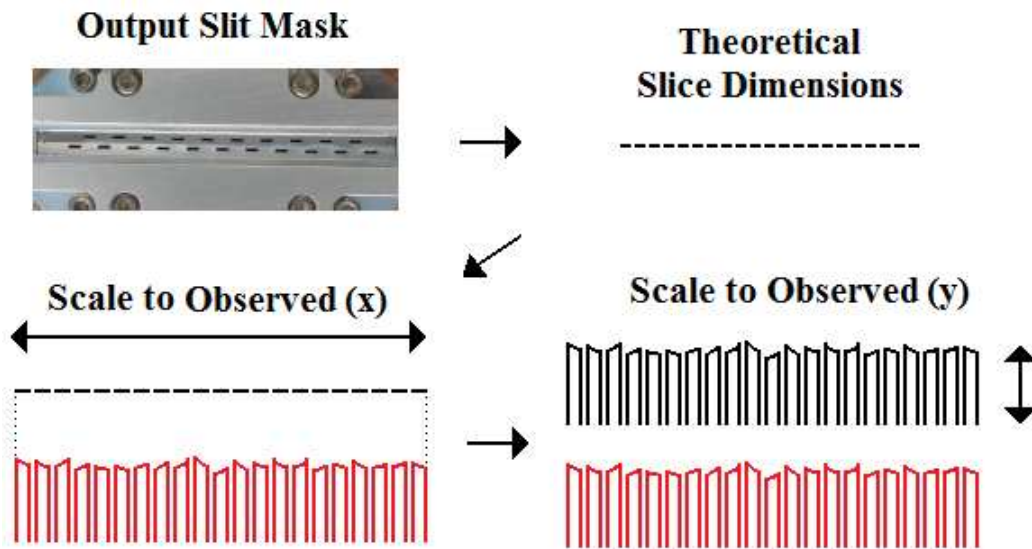 Output Slit Mask
Theoretical
Slice Dimensions
Scale to Observed (x)
Scale to Observed (y)